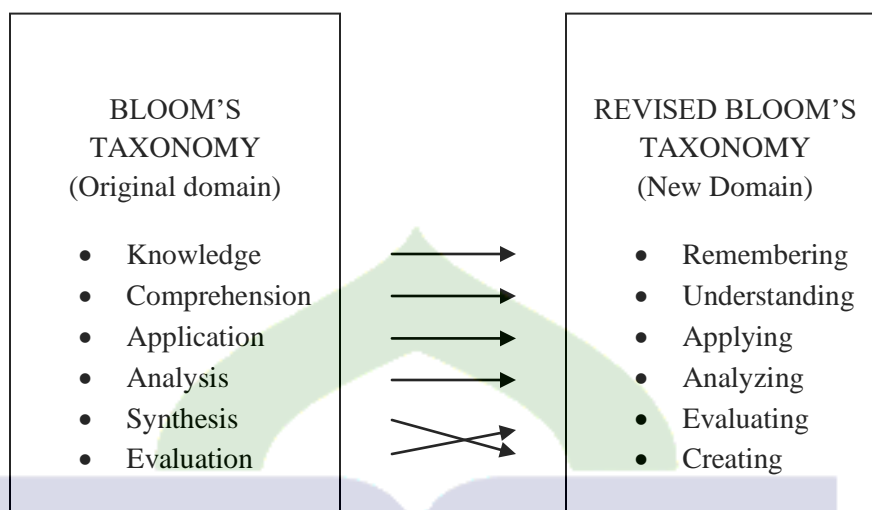 BLOOM’S
TAXONOMY
(Original domain)
• Knowledge
• Comprehension
• Application
• Analysis
• Synthesis
• Evaluation
REVISED BLOOM’S
TAXONOMY
(New Domain)
• Remembering
• Understanding
• Applying
• Analyzing
• Evaluating
• Creating